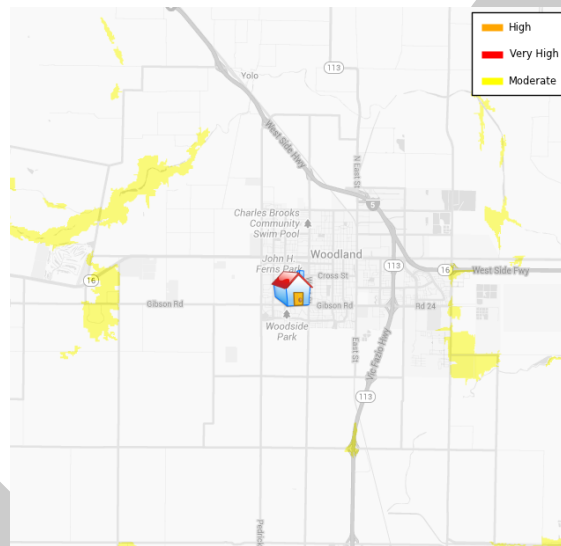 High
Very High
Moderate
113
Yolo
West Side Hwy
N East St
5
Charles Brooks
Community
Swim Pool
Woodland
John H
Ferns Park
Cross St
113
16
West Side Fwy
16
Gibson Rd
Gibson Rd
Rd 24
Woodside
Park
East St
Vic Fazio Hwy
113
Pedrick